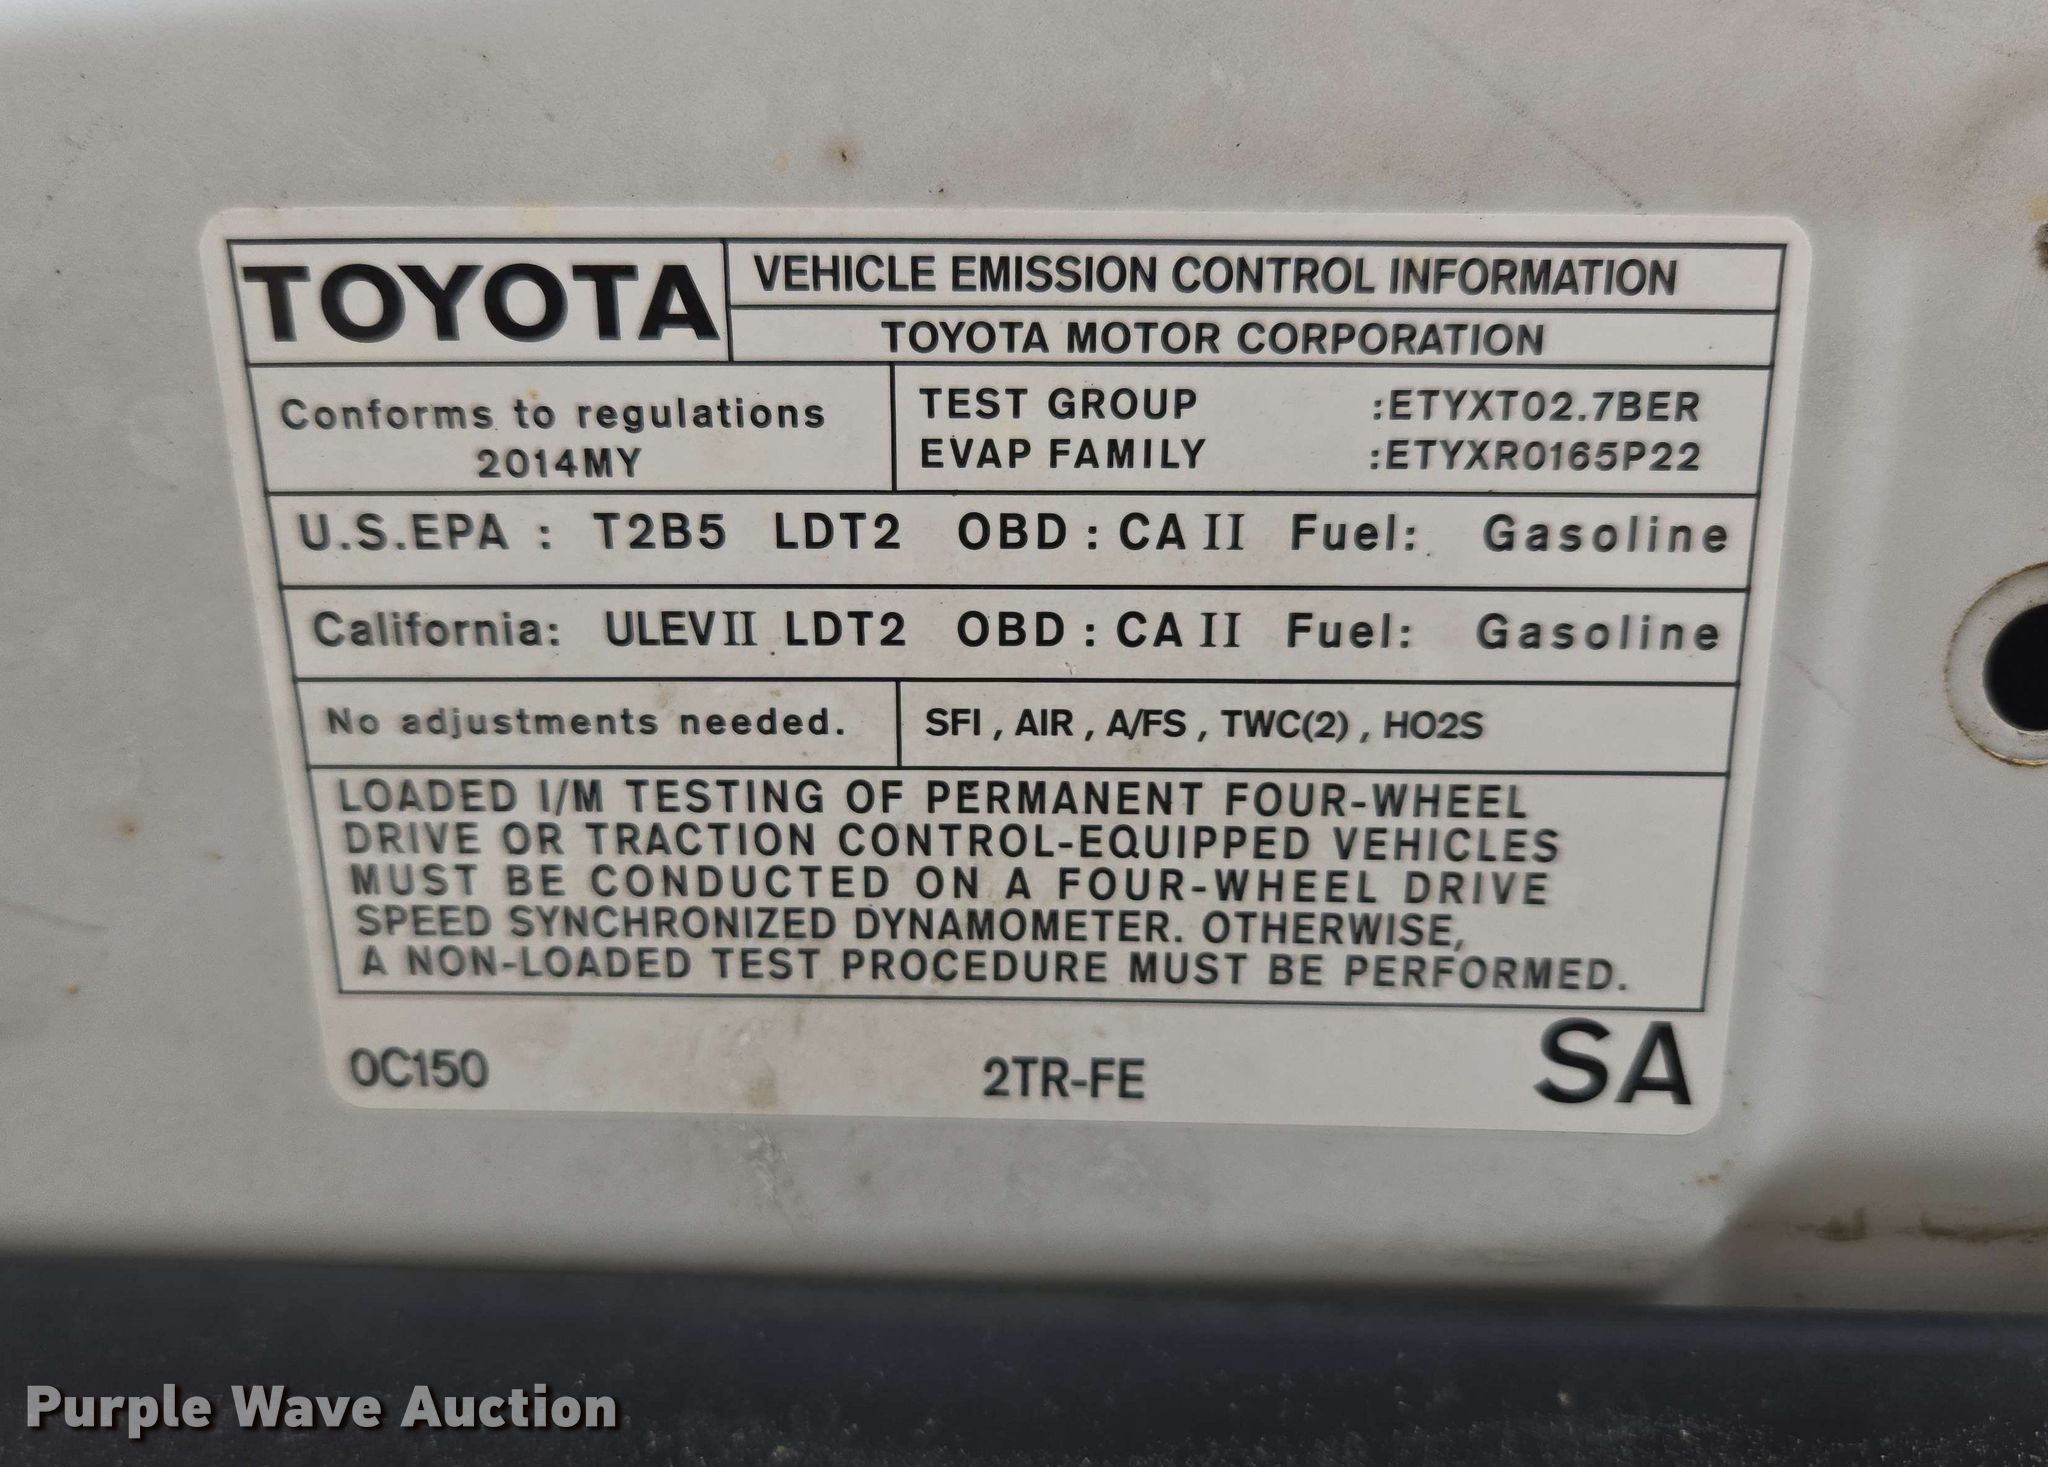 TOYOTA
VEHICLE EMISSION CONTROL INFORMATION
TOYOTA MOTOR CORPORATION
Conforms to regulations
2014MY
TEST GROUP :ETYXT02.7BER
EVAP FAMILY :ETYXR0165P22
U.S.EPA : T2B5 LDT2 OBD : CA II Fuel: Gasoline
California: ULEV II LDT2 OBD : CA II Fuel: Gasoline
No adjustments needed.
SFI , AIR , A/FS , TWC(2) , HO2S
LOADED I/M TESTING OF PERMANENT FOUR-WHEEL
DRIVE OR TRACTION CONTROL-EQUIPPED VEHICLES
MUST BE CONDUCTED ON A FOUR-WHEEL DRIVE
SPEED SYNCHRONIZED DYNAMOMETER. OTHERWISE,
A NON-LOADED TEST PROCEDURE MUST BE PERFORMED.
0C150 2TR-FE SA
Purple Wave Auction